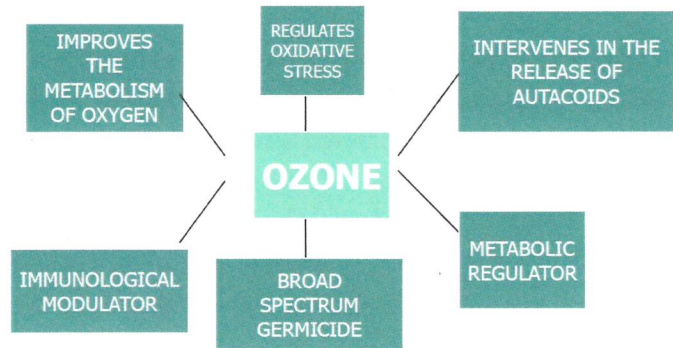 IMPROVES
THE
METABOLISM
OF OXYGEN
REGULATES
OXIDATIVE
STRESS
INTERVENES IN THE
RELEASE OF
AUTACOIDS
OZONE
IMMUNOLOGICAL
MODULATOR
BROAD
SPECTRUM
GERMICIDE
METABOLIC
REGULATOR